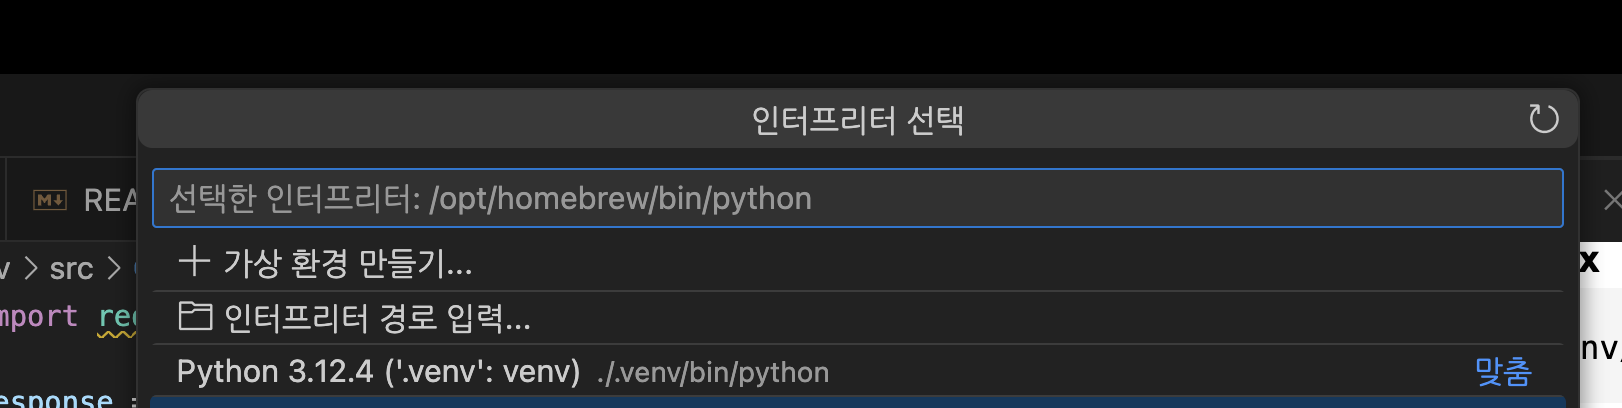 인터프리터 선택
선택한 인터프리터: /opt/homebrew/bin/python
가상 환경 만들기...
인터프리터 경로 입력...
Python 3.12.4 ('.venv': venv) ./.venv/bin/python 맞춤
M↓ REA
v > src >
mport req
esponse =
x
nv/